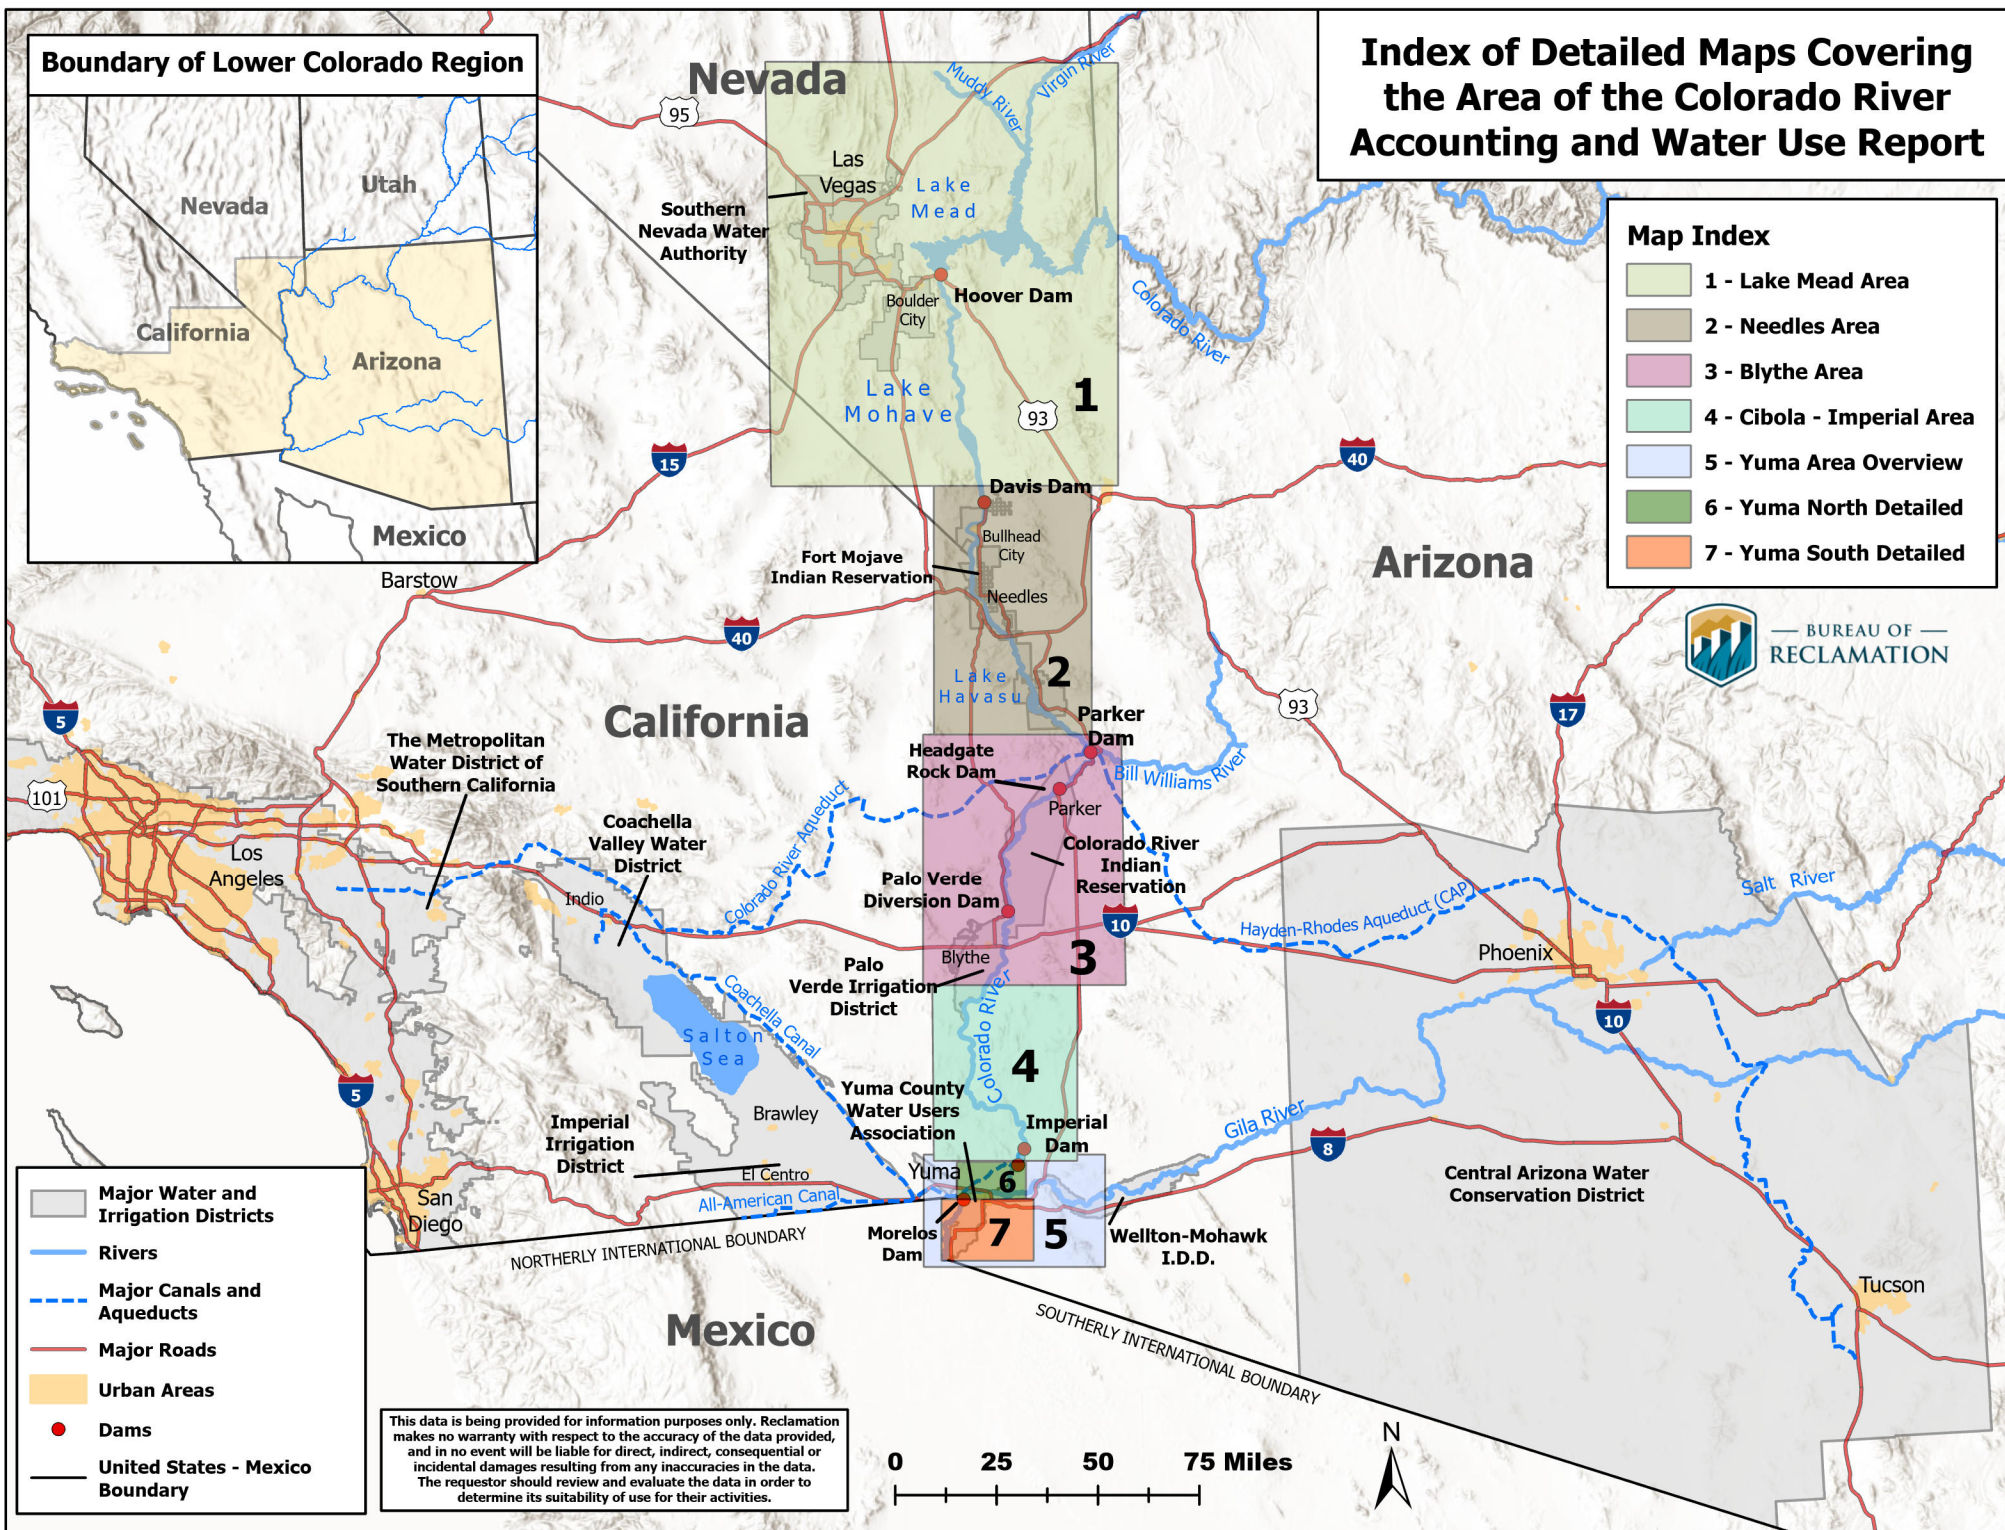 Index of Detailed Maps Covering
the Area of the Colorado River
Accounting and Water Use Report
Boundary of Lower Colorado Region
Nevada
Utah
California
Arizona
Mexico
Map Index
1 - Lake Mead Area
2 - Needles Area
3 - Blythe Area
4 - Cibola - Imperial Area
5 - Yuma Area Overview
6 - Yuma North Detailed
7 - Yuma South Detailed
BUREAU OF
RECLAMATION
Nevada
95
Muddy River
Virgin River
Las
Vegas
Lake
Mead
Southern
Nevada Water
Authority
Boulder
City
Hoover Dam
Colorado River
Lake
Mohave
1
93
15
40
Davis Dam
Bullhead
City
Fort Mojave
Indian Reservation
Needles
Arizona
Barstow
40
Lake
Havasu
2
California
Parker
Dam
93
17
5
101
The Metropolitan
Water District of
Southern California
Headgate
Rock Dam
Bill Williams River
Parker
Coachella
Valley Water
District
Colorado River Aqueduct
Los
Angeles
Indio
Colorado River
Indian
Reservation
Palo Verde
Diversion Dam
10
Hayden-Rhodes Aqueduct (CAP)
Salt River
Phoenix
Blythe
3
Palo
Verde Irrigation
District
Coachella Canal
Salton
Sea
Colorado River
10
4
5
Yuma County
Water Users
Association
Brawley
Imperial
Irrigation
District
Imperial
Dam
Gila River
8
El Centro
Yuma
6
Central Arizona Water
Conservation District
San
Diego
All-American Canal
Morelos
Dam
7
5
Wellton-Mohawk
I.D.D.
NORTHERLY INTERNATIONAL BOUNDARY
Tucson
Mexico
SOUTHERLY INTERNATIONAL BOUNDARY
Major Water and
Irrigation Districts
Rivers
Major Canals and
Aqueducts
Major Roads
Urban Areas
Dams
United States - Mexico
Boundary
This data is being provided for information purposes only. Reclamation
makes no warranty with respect to the accuracy of the data provided,
and in no event will be liable for direct, indirect, consequential or
incidental damages resulting from any inaccuracies in the data.
The requestor should review and evaluate the data in order to
determine its suitability of use for their activities.
0 25 50 75 Miles
N